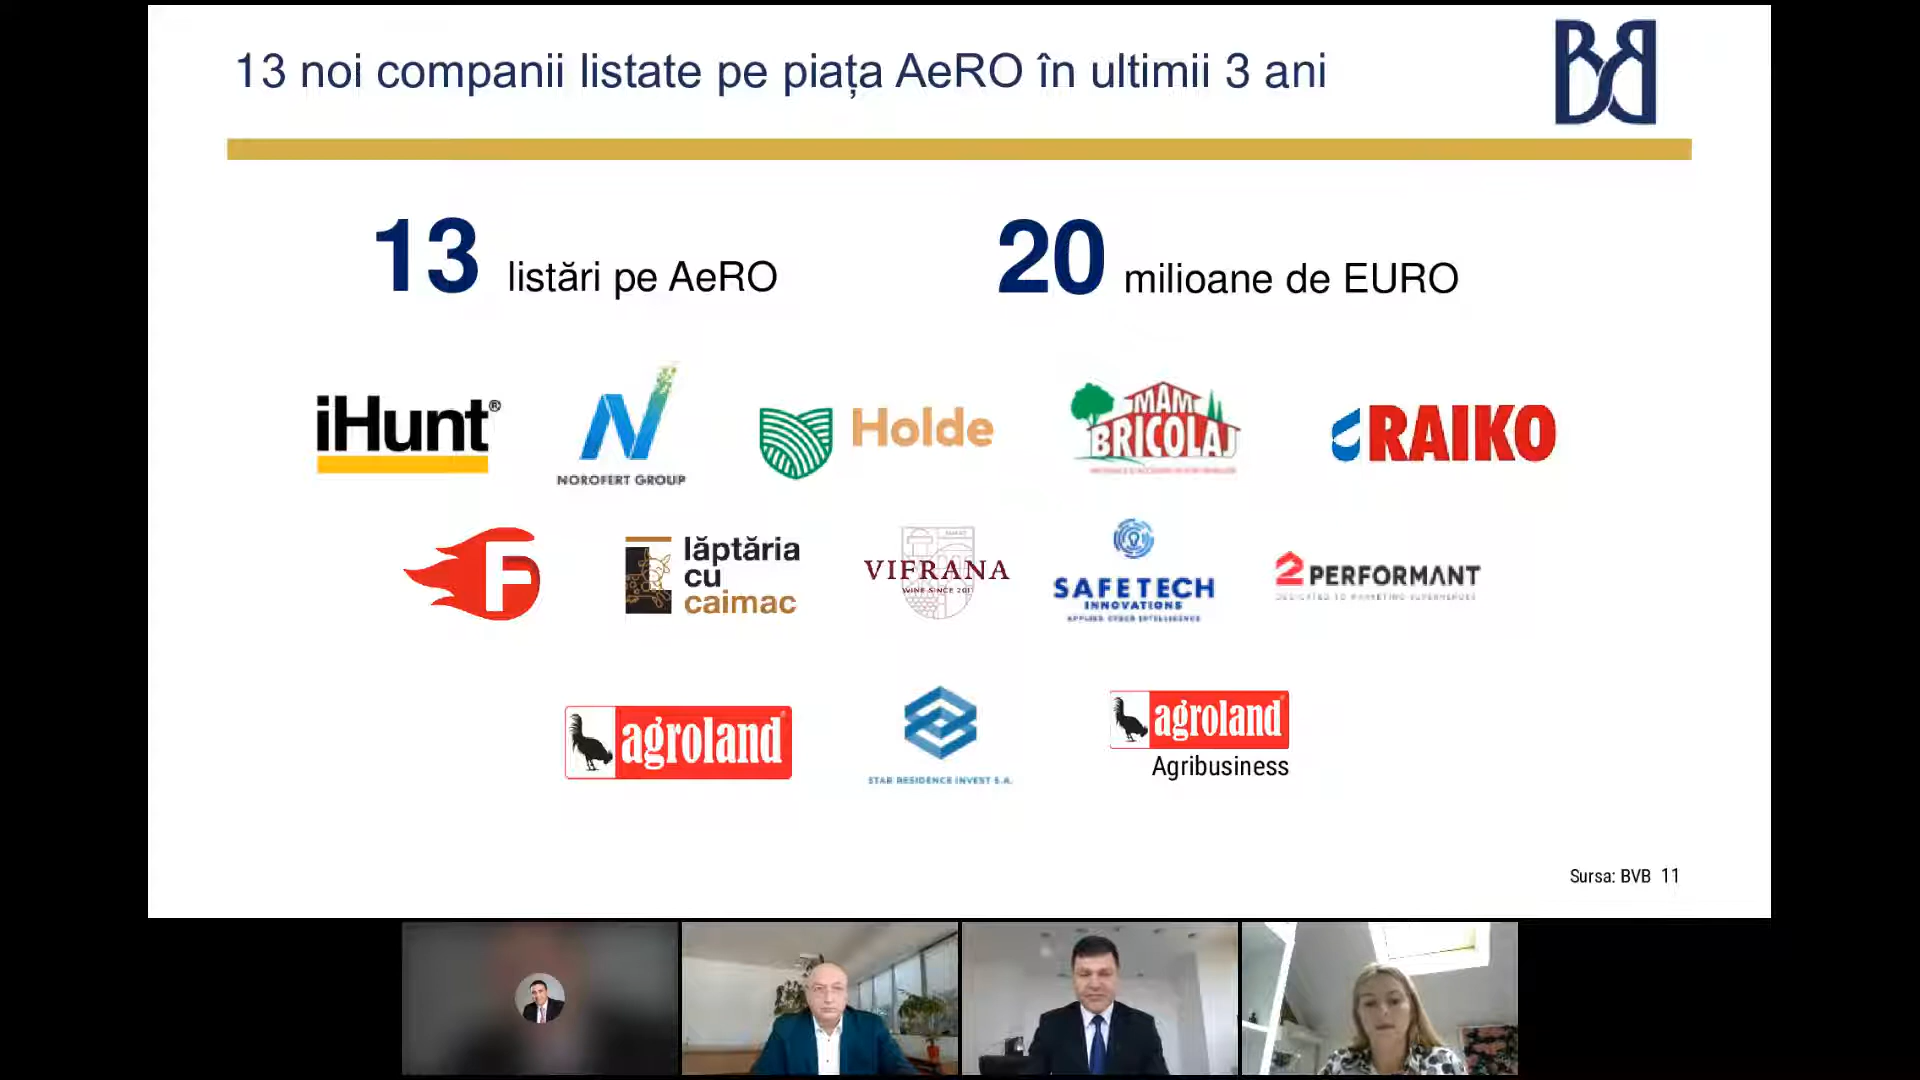 13 noi companii listate pe piața AeRO în ultimii 3 ani
13 listări pe AeRO
20 milioane de EURO
iHunt®
NOROFERT GROUP
Holde
MAM BRICOLAJ
RAIKO
F
lăptăria
cu
caimac
VIFRANA
WINE SINCE 2011
SAFETECH
INNOVATIONS
APPLIED CYBER INTELLIGENCE
2PERFORMANT
DEDICATED TO MARKETING SUPERHEROES
agroland
STAR RESIDENCE INVEST S.A.
agroland
Agribusiness
Sursa: BVB 11